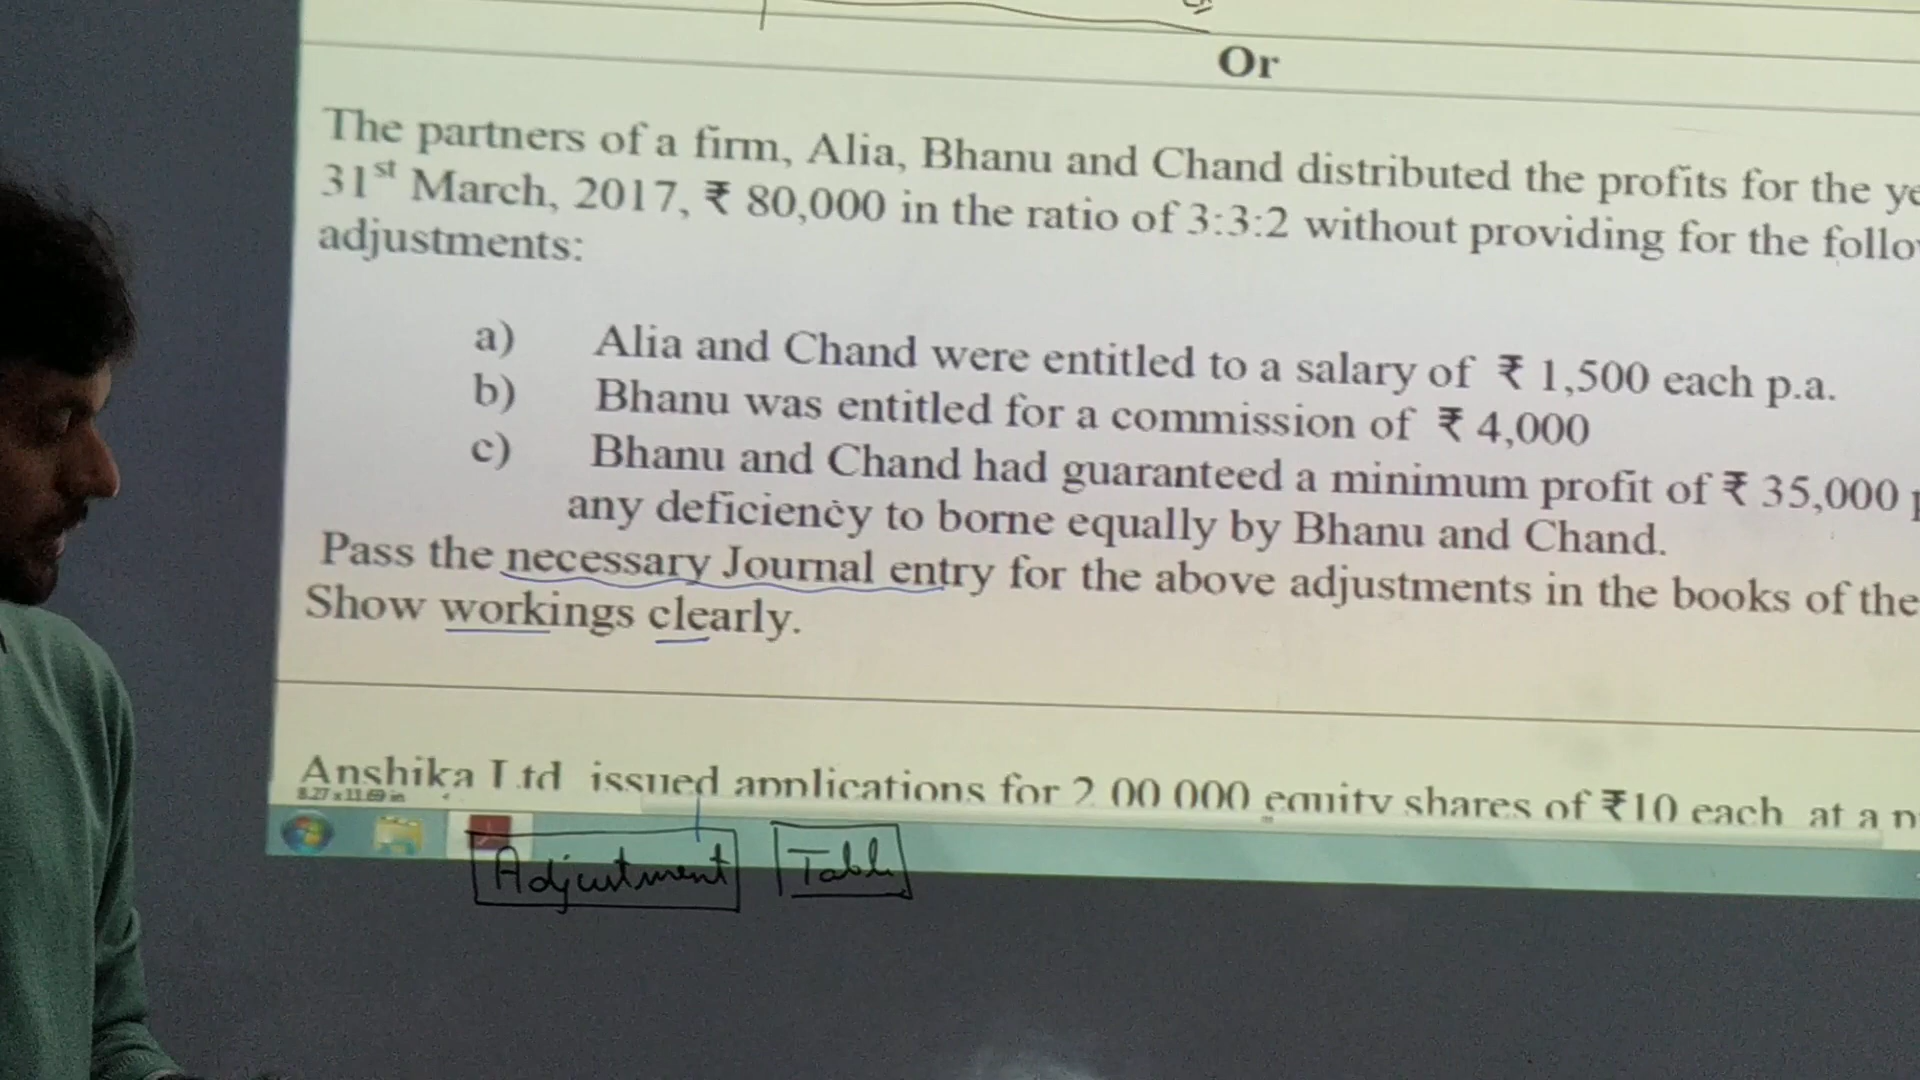 Or
The partners of a firm, Alia, Bhanu and Chand distributed the profits for the
31st March, 2017, ₹ 80,000 in the ratio of 3:3:2 without providing for the
adjustments:
a) Alia and Chand were entitled to a salary of ₹ 1,500 each p.a.
b) Bhanu was entitled for a commission of ₹ 4,000
c) Bhanu and Chand had guaranteed a minimum profit of ₹ 35,000
any deficiency to borne equally by Bhanu and Chand.
Pass the necessary Journal entry for the above adjustments in the books of the
Show workings clearly.
Anshika Ltd issued applications for 2 00 000 equity shares of ₹10 each at a
8.27 x 11.69 in
Adjustment Table